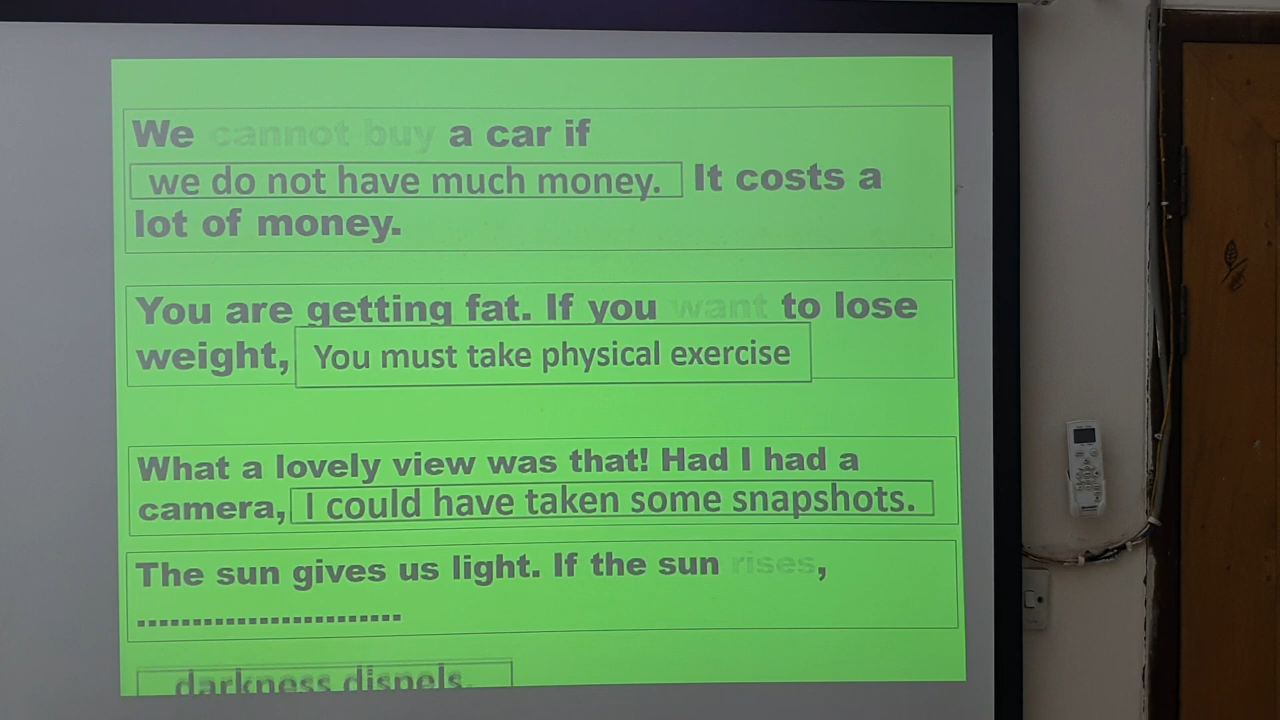 We cannot buy a car if
we do not have much money. It costs a
lot of money.
You are getting fat. If you want to lose
weight, You must take physical exercise
What a lovely view was that! Had I had a
camera, I could have taken some snapshots.
The sun gives us light. If the sun rises,
.......................
darkness dispels.